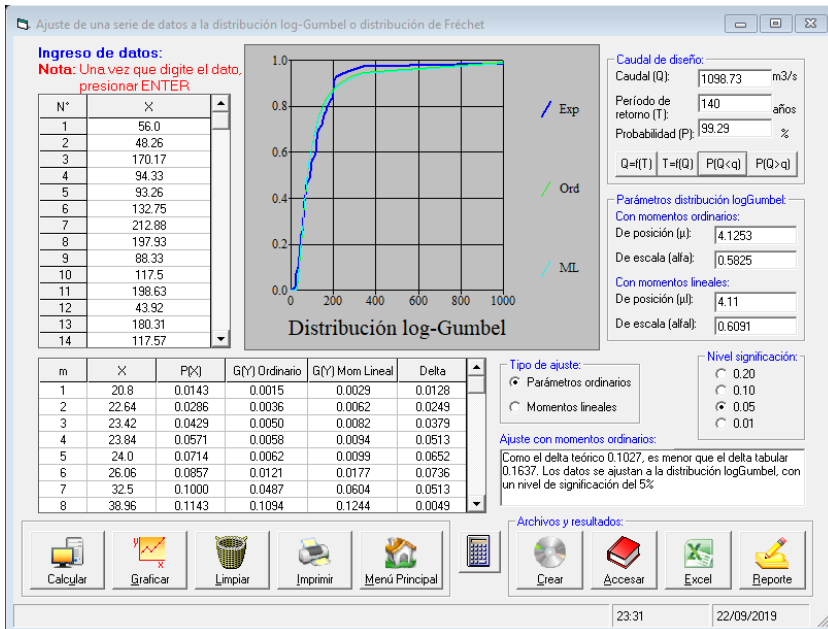 Ajuste de una serie de datos a la distribución log-Gumbel o distribución de Fréchet
Ingreso de datos:
Nota: Una vez que digite el dato,
presionar ENTER
N° X
1 56.0
2 48.26
3 170.17
4 94.33
5 93.26
6 132.75
7 212.88
8 197.93
9 88.33
10 117.5
11 198.63
12 43.92
13 180.31
14 117.57
1.0
0.8
0.6
0.4
0.2
0.0
0 200 400 600 800 1000
Exp
Ord
ML
Distribución log-Gumbel
Caudal de diseño:
Caudal (Q): 1098.73 m3/s
Período de
retorno (T): 140 años
Probabilidad (P): 99.29 %
Q=f(T) T=f(Q) P(Q<q) P(Q>q)
Parámetros distribución logGumbel:
Con momentos ordinarios:
De posición (µ): 4.1253
De escala (alfa): 0.5825
Con momentos lineales:
De posición (µl): 4.11
De escala (alfal): 0.6091
m X P(X) G(Y) Ordinario G(Y) Mom Lineal Delta
1 20.8 0.0143 0.0015 0.0029 0.0128
2 22.64 0.0286 0.0036 0.0062 0.0249
3 23.42 0.0429 0.0050 0.0082 0.0379
4 23.84 0.0571 0.0058 0.0094 0.0513
5 24.0 0.0714 0.0062 0.0099 0.0652
6 26.06 0.0857 0.0121 0.0177 0.0736
7 32.5 0.1000 0.0487 0.0604 0.0513
8 38.96 0.1143 0.1094 0.1244 0.0049
Tipo de ajuste:
Parámetros ordinarios
Momentos lineales
Nivel significación:
0.20
0.10
0.05
0.01
Ajuste con momentos ordinarios:
Como el delta teórico 0.1027, es menor que el delta tabular
0.1637. Los datos se ajustan a la distribución logGumbel, con
un nivel de significación del 5%
Calcular Graficar Limpiar Imprimir Menú Principal
Archivos y resultados:
Crear Accesar Excel Reporte
23:31 22/09/2019